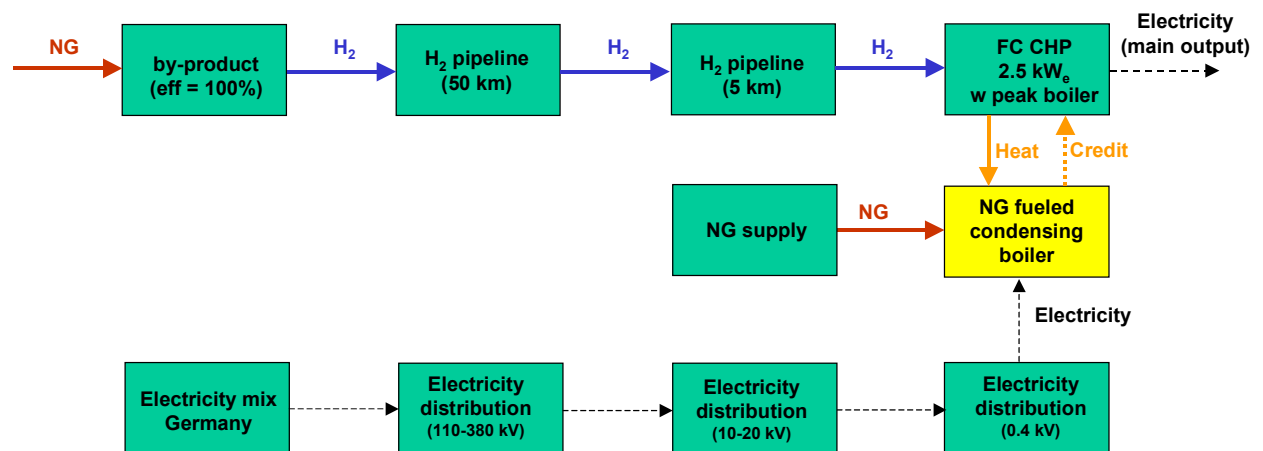 NG
by-product
(eff = 100%)
H2
H2 pipeline
(50 km)
H2
H2 pipeline
(5 km)
H2
FC CHP
2.5 kWe
w peak boiler
Electricity
(main output)
Heat
Credit
NG supply
NG
NG fueled
condensing
boiler
Electricity
Electricity mix
Germany
Electricity
distribution
(110-380 kV)
Electricity
distribution
(10-20 kV)
Electricity
distribution
(0.4 kV)